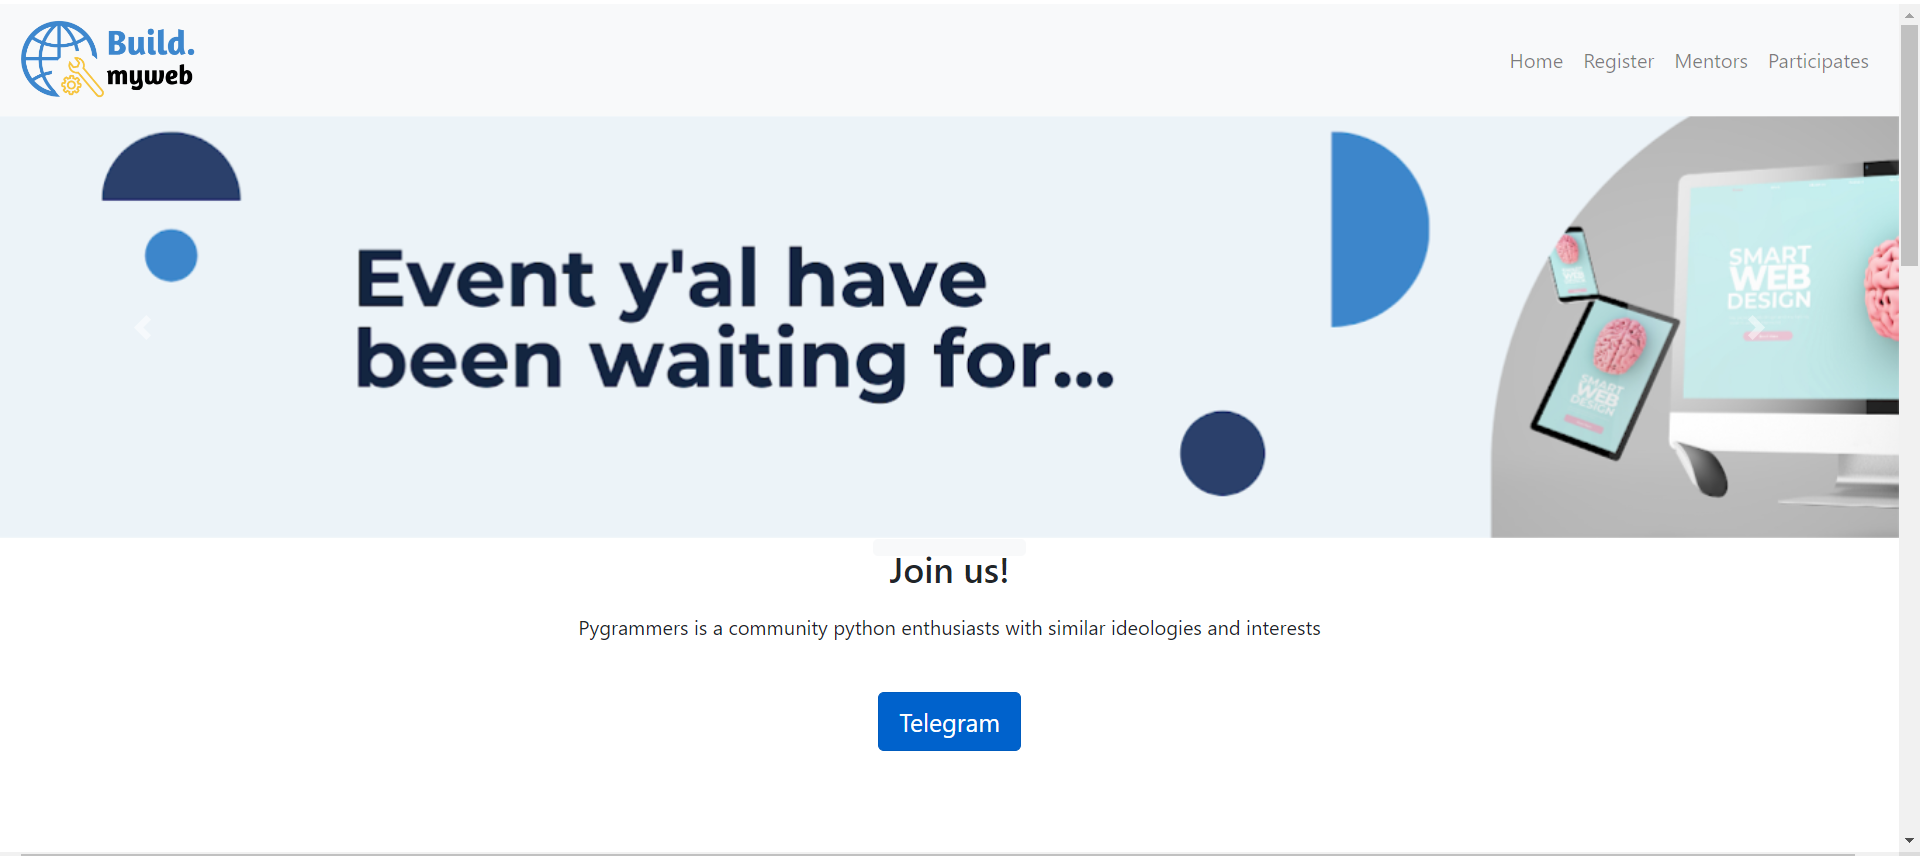 Build.
myweb
Home Register Mentors Participates
Event y'al have
been waiting for...
SMART
WEB
DESIGN
SMART
WEB
DESIGN
Join us!
Pygrammers is a community python enthusiasts with similar ideologies and interests
Telegram